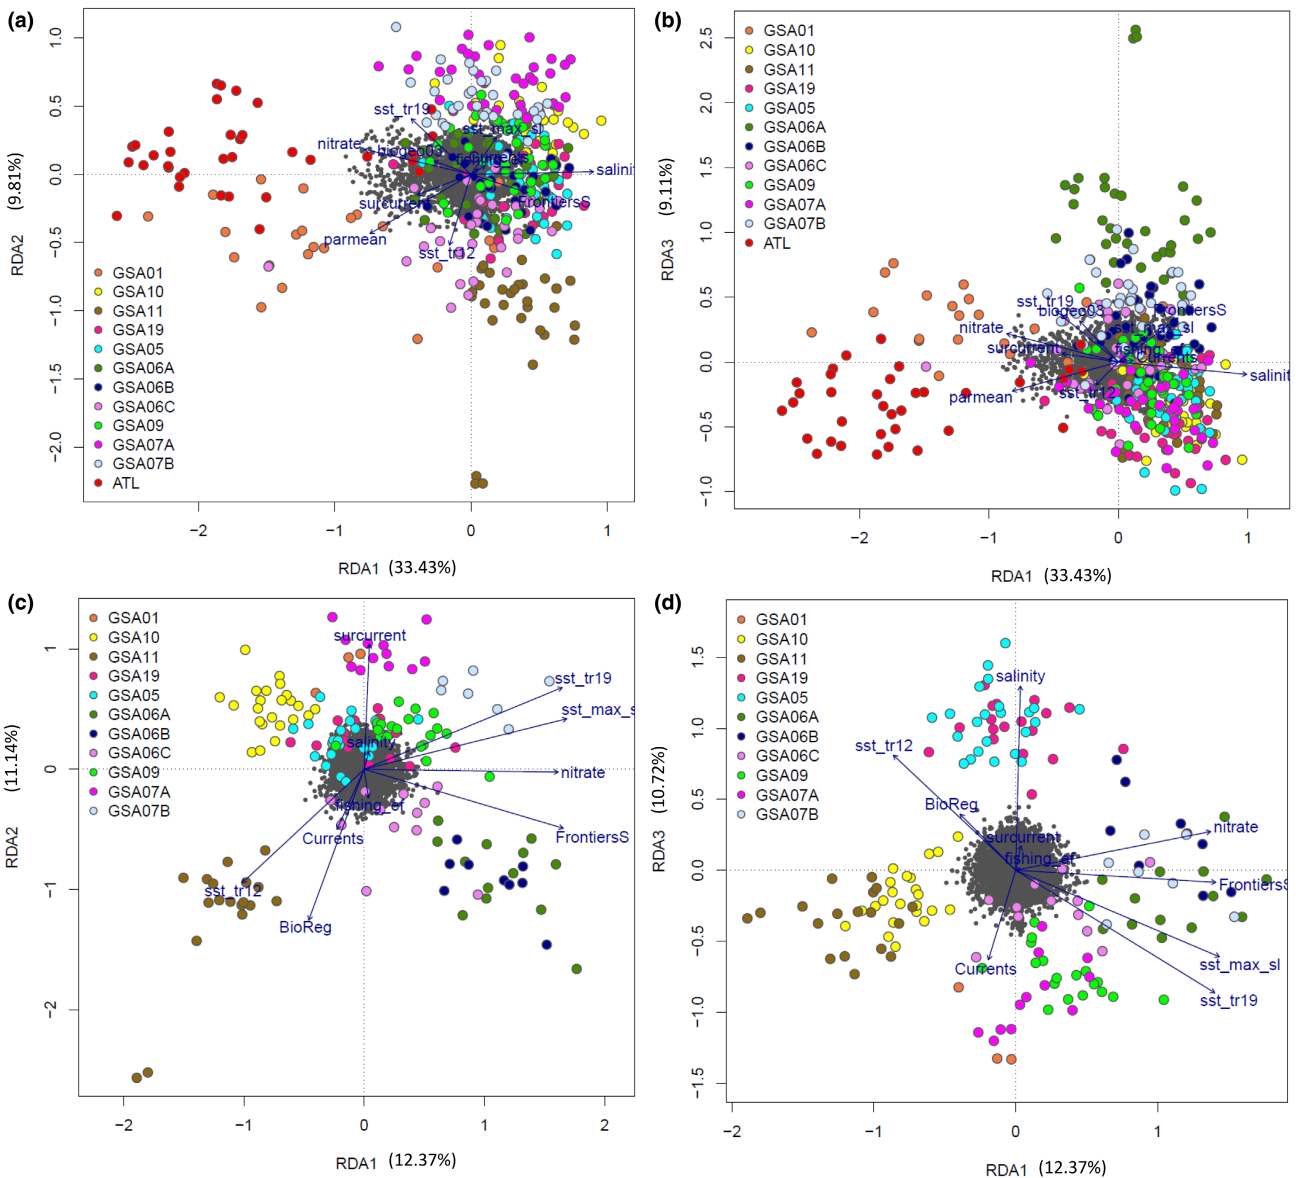 (a)
1.0
0.5
0.0
−0.5
−1.0
−1.5
−2.0
RDA2 (9.81%)
sst_tr19
sst_max_sl
nitrate
biogeo03
salinit
surcurrent
FrontiersS
parmean
sst_tr12
GSA01
GSA10
GSA11
GSA19
GSA05
GSA06A
GSA06B
GSA06C
GSA09
GSA07A
GSA07B
ATL
−2
−1
0
1
RDA1 (33.43%)
(b)
2.5
2.0
1.5
1.0
0.5
0.0
−0.5
−1.0
RDA3 (9.11%)
GSA01
GSA10
GSA11
GSA19
GSA05
GSA06A
GSA06B
GSA06C
GSA09
GSA07A
GSA07B
ATL
sst_tr19
biogeo03
FrontiersS
nitrate
sst_max_sl
surcurrent
fishing_ef
Currents
salinit
parmean
sst_tr12
−2
−1
0
1
RDA1 (33.43%)
(c)
1
0
−1
−2
RDA2 (11.14%)
GSA01
GSA10
GSA11
GSA19
GSA05
GSA06A
GSA06B
GSA06C
GSA09
GSA07A
GSA07B
surcurrent
sst_tr19
sst_max_s
salinity
nitrate
fishing_ef
Currents
FrontiersS
sst_tr12
BioReg
−2
−1
0
1
2
RDA1 (12.37%)
(d)
1.5
1.0
0.5
0.0
−0.5
−1.0
−1.5
RDA3 (10.72%)
GSA01
GSA10
GSA11
GSA19
GSA05
GSA06A
GSA06B
GSA06C
GSA09
GSA07A
GSA07B
salinity
sst_tr12
BioReg
surcurrent
nitrate
fishing_ef
FrontiersS
Currents
sst_max_sl
sst_tr19
−2
−1
0
1
RDA1 (12.37%)